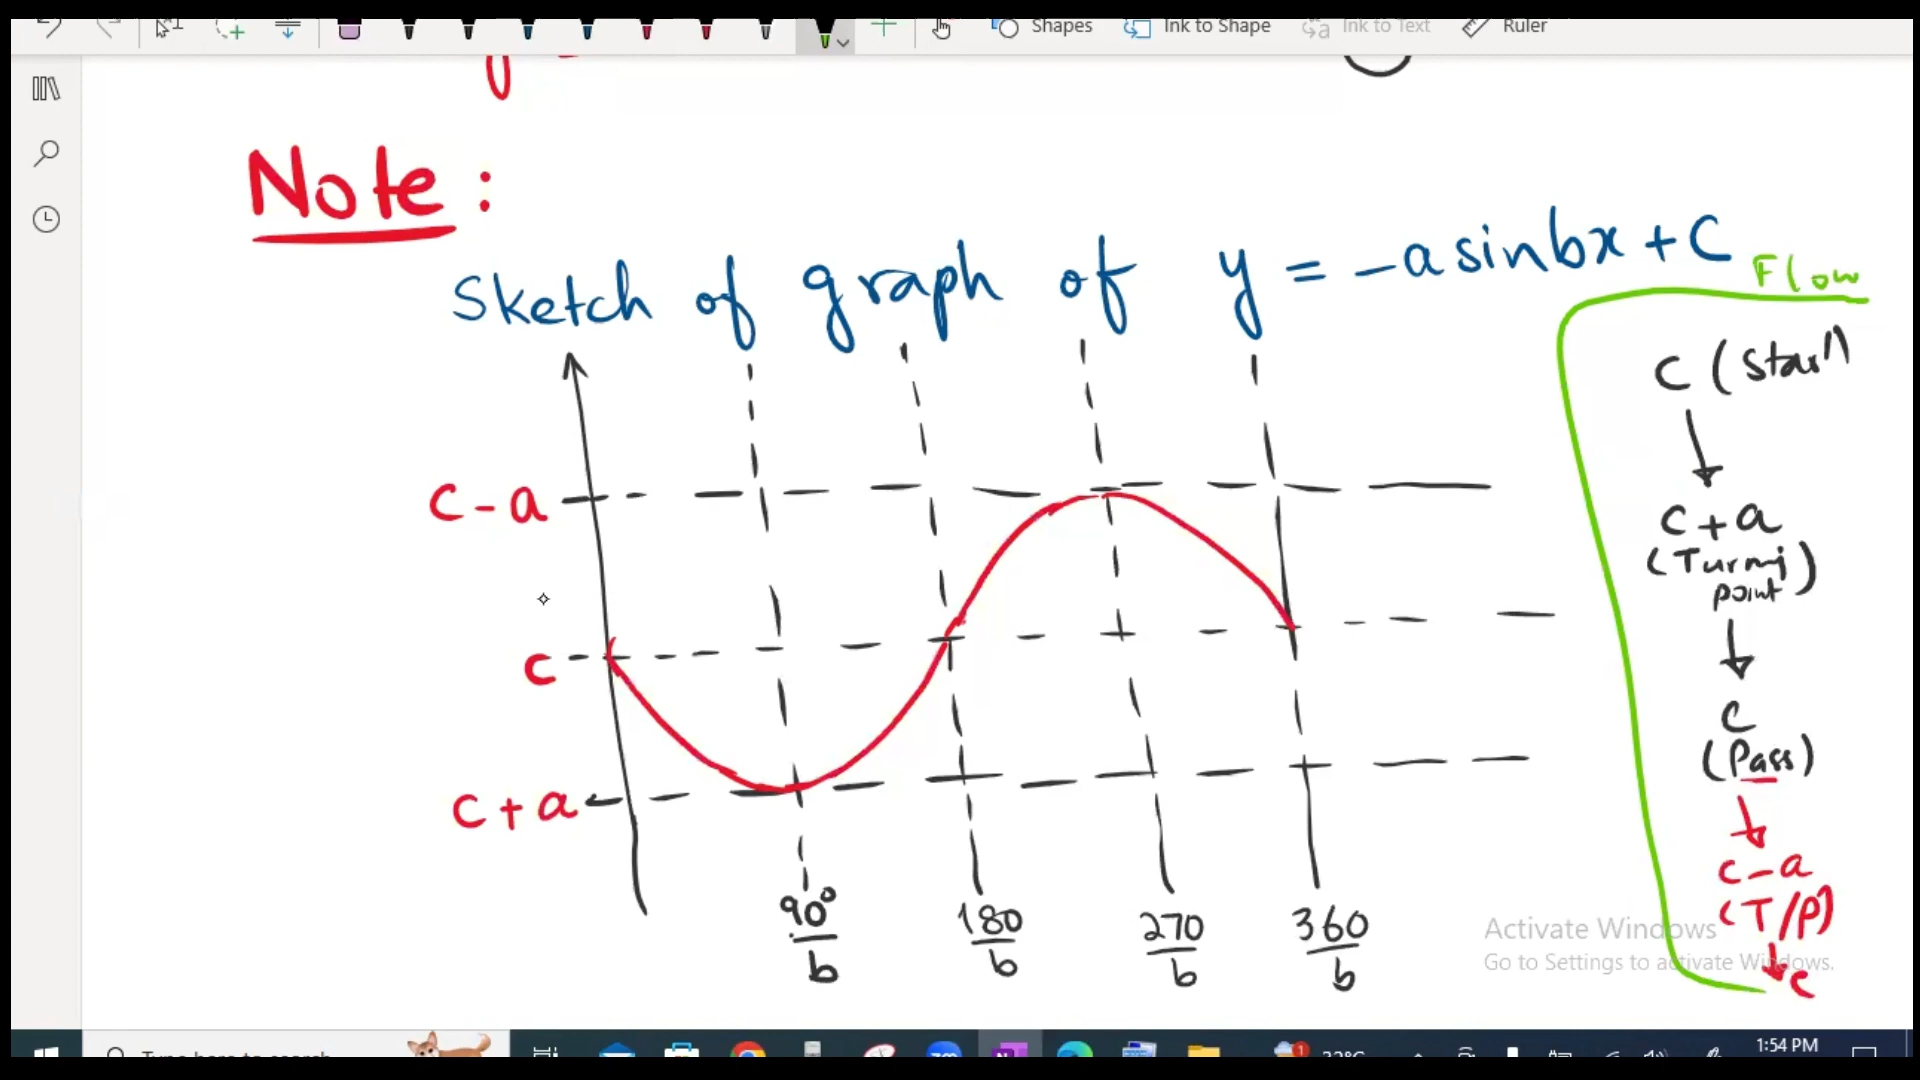 Shapes Ink to Shape Ink to Text Ruler
Note:
Sketch of graph of y = -a sinbx + C
Flow
C (Start)
C - a
C + a
(Turning point)
C
C
(Pass)
C + a
C - a
(T/P)
C
90°/b 180/b 270/b 360/b
Activate Windows
Go to Settings to activate Windows.
1:54 PM